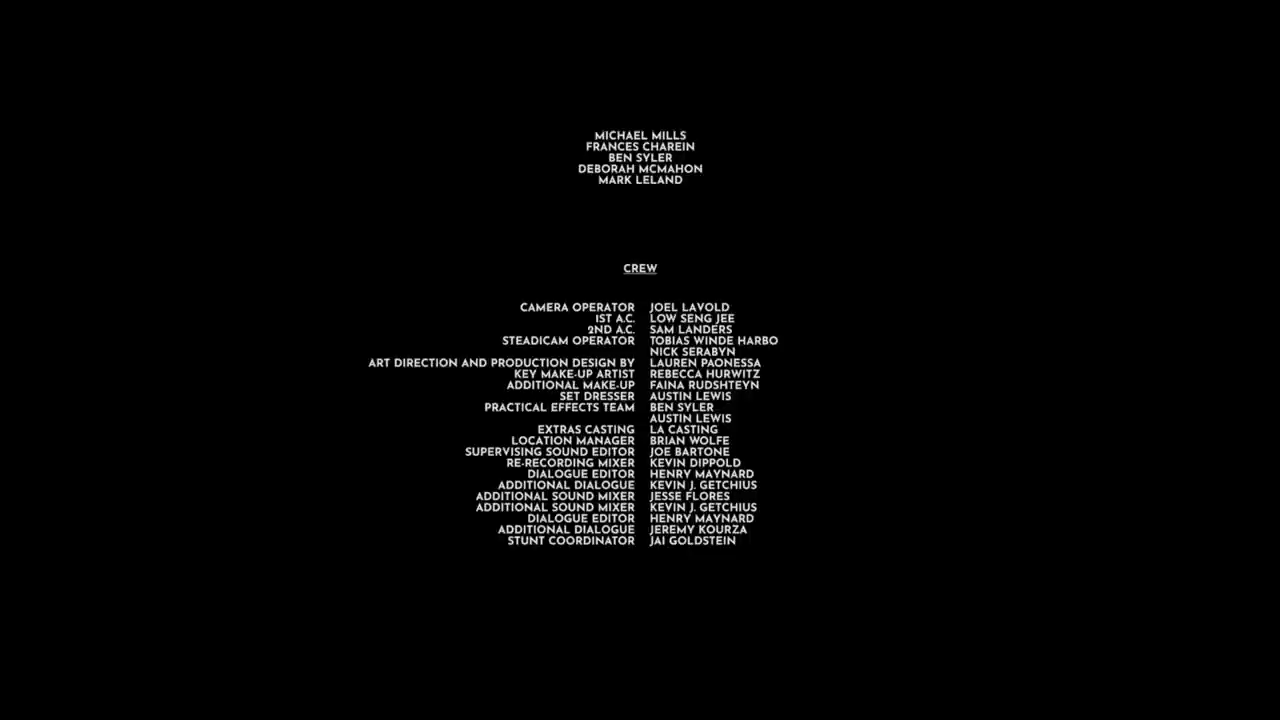 MICHAEL MILLS
FRANCES CHAREIN
BEN SYLER
DEBORAH MCMAHON
MARK LELAND
CREW
CAMERA OPERATOR JOEL LAVOLD
1ST A.C. LOW SENG JEE
2ND A.C. SAM LANDERS
STEADICAM OPERATOR TOBIAS WINDE HARBO
NICK SERABYN
ART DIRECTION AND PRODUCTION DESIGN BY LAUREN PAONESSA
KEY MAKE-UP ARTIST REBECCA HURWITZ
ADDITIONAL MAKE-UP FAINA RUDSHTEYN
SET DRESSER AUSTIN LEWIS
PRACTICAL EFFECTS TEAM BEN SYLER
AUSTIN LEWIS
EXTRAS CASTING LA CASTING
LOCATION MANAGER BRIAN WOLFE
SUPERVISING SOUND EDITOR JOE BARTONE
RE-RECORDING MIXER KEVIN DIPPOLD
DIALOGUE EDITOR HENRY MAYNARD
ADDITIONAL DIALOGUE KEVIN J. GETCHIUS
ADDITIONAL SOUND MIXER JESSE FLORES
ADDITIONAL SOUND MIXER KEVIN J. GETCHIUS
DIALOGUE EDITOR HENRY MAYNARD
ADDITIONAL DIALOGUE JEREMY KOURZA
STUNT COORDINATOR JAI GOLDSTEIN